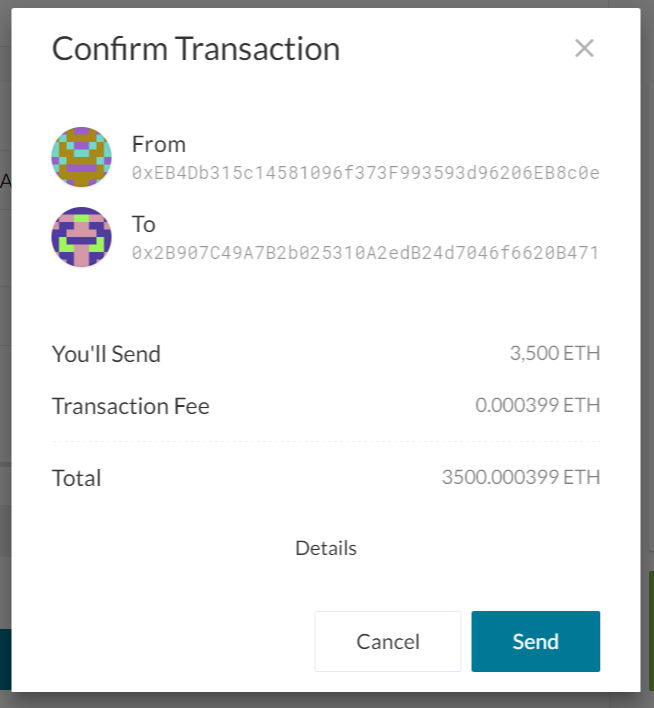 Confirm Transaction
From
0xEB4Db315c14581096f373F993593d96206EB8c0e
To
0x2B907C49A7B2b025310A2edB24d7046f6620B471
You'll Send 3,500 ETH
Transaction Fee 0.000399 ETH
Total 3500.000399 ETH
Details
Cancel Send